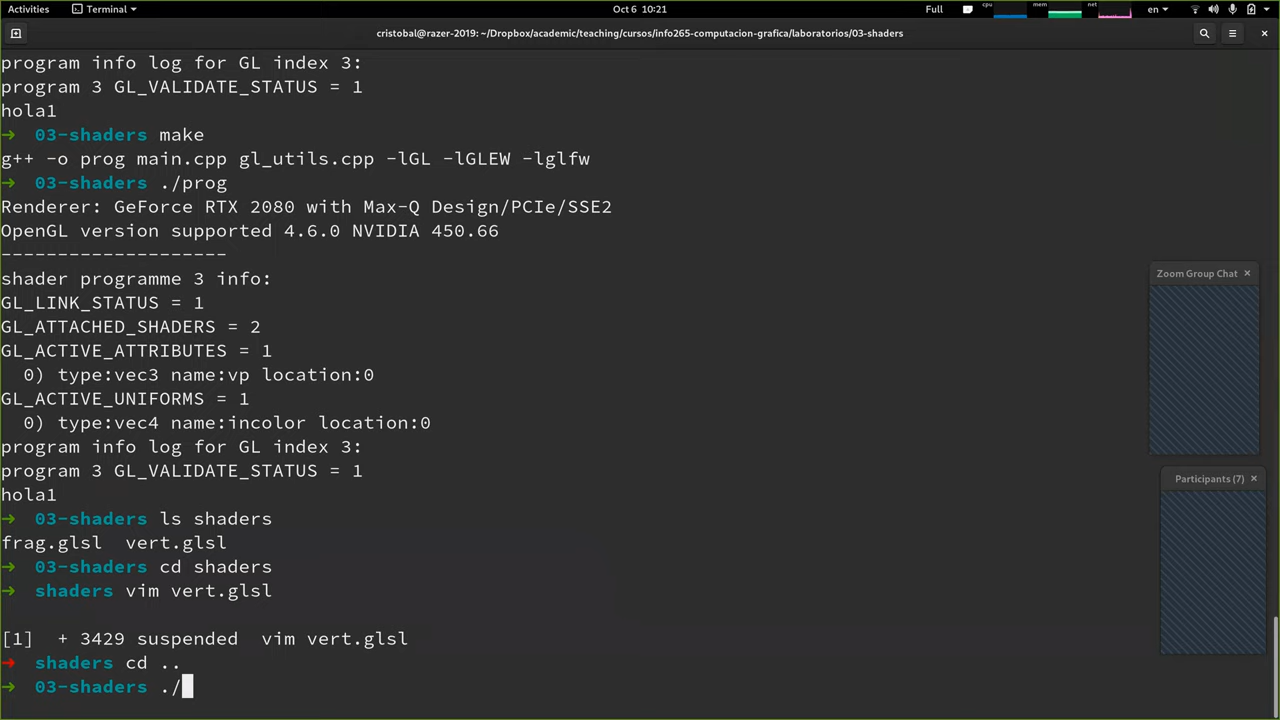 Activities Terminal Oct 6 10:21 Full cpu mem net en
cristobal@razer-2019: ~/Dropbox/academic/teaching/cursos/info265-computacion-grafica/laboratorios/03-shaders
program info log for GL index 3:
program 3 GL_VALIDATE_STATUS = 1
hola1
→ 03-shaders make
g++ -o prog main.cpp gl_utils.cpp -lGL -lGLEW -lglfw
→ 03-shaders ./prog
Renderer: GeForce RTX 2080 with Max-Q Design/PCIe/SSE2
OpenGL version supported 4.6.0 NVIDIA 450.66
--------------------
shader programme 3 info:
GL_LINK_STATUS = 1
GL_ATTACHED_SHADERS = 2
GL_ACTIVE_ATTRIBUTES = 1
  0) type:vec3 name:vp location:0
GL_ACTIVE_UNIFORMS = 1
  0) type:vec4 name:incolor location:0
program info log for GL index 3:
program 3 GL_VALIDATE_STATUS = 1
hola1
→ 03-shaders ls shaders
frag.glsl  vert.glsl
→ 03-shaders cd shaders
→ shaders vim vert.glsl
[1]  + 3429 suspended  vim vert.glsl
→ shaders cd ..
→ 03-shaders ./
Zoom Group Chat
Participants (7)